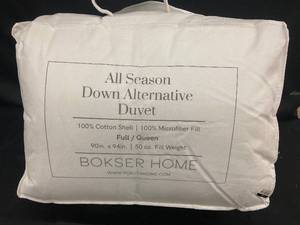 All Season
Down Alternative
Duvet
100% Cotton Shell | 100% Microfiber Fill
Full / Queen
90in. x 94in. | 50 oz. Fill Weight
BOKSER HOME